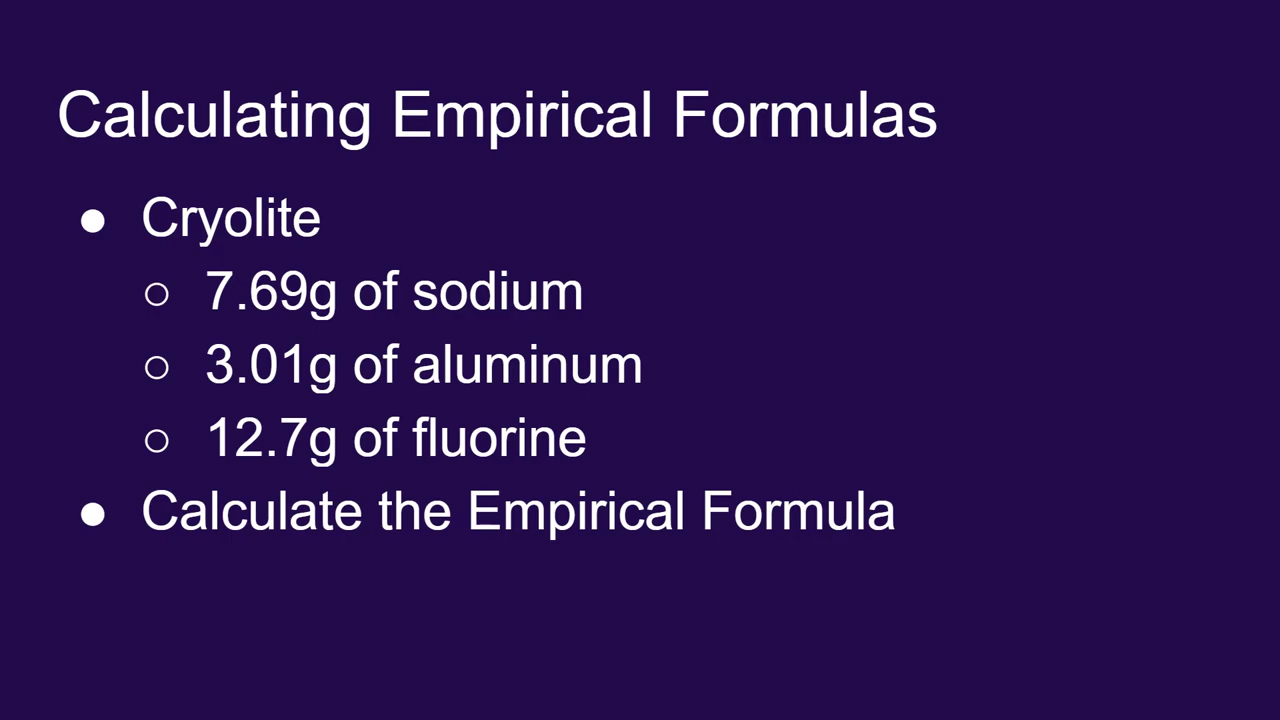 Calculating Empirical Formulas
● Cryolite
○ 7.69g of sodium
○ 3.01g of aluminum
○ 12.7g of fluorine
● Calculate the Empirical Formula